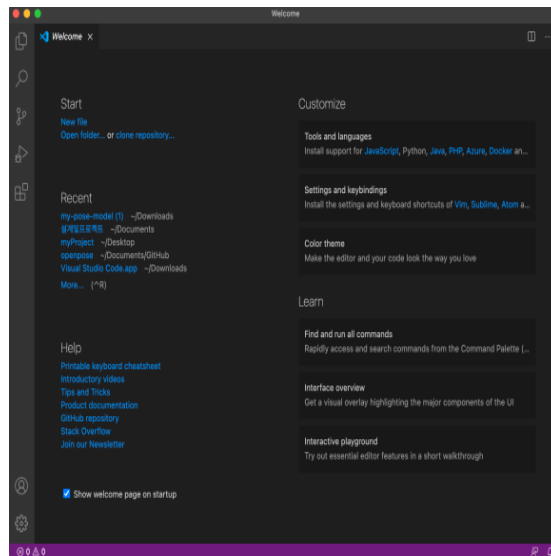 Welcome
Welcome ×
Start
New file
Open folder... or clone repository...
Recent
my-pose-model (1) ~/Downloads
설계및프로젝트 ~/Documents
myProject ~/Desktop
openpose ~/Documents/GitHub
Visual Studio Code.app ~/Downloads
More... (^R)
Help
Printable keyboard cheatsheet
Introductory videos
Tips and Tricks
Product documentation
GitHub repository
Stack Overflow
Join our Newsletter
Show welcome page on startup
Customize
Tools and languages
Install support for JavaScript, Python, Java, PHP, Azure, Docker an...
Settings and keybindings
Install the settings and keyboard shortcuts of Vim, Sublime, Atom a...
Color theme
Make the editor and your code look the way you love
Learn
Find and run all commands
Rapidly access and search commands from the Command Palette (...
Interface overview
Get a visual overlay highlighting the major components of the UI
Interactive playground
Try out essential editor features in a short walkthrough
0 0